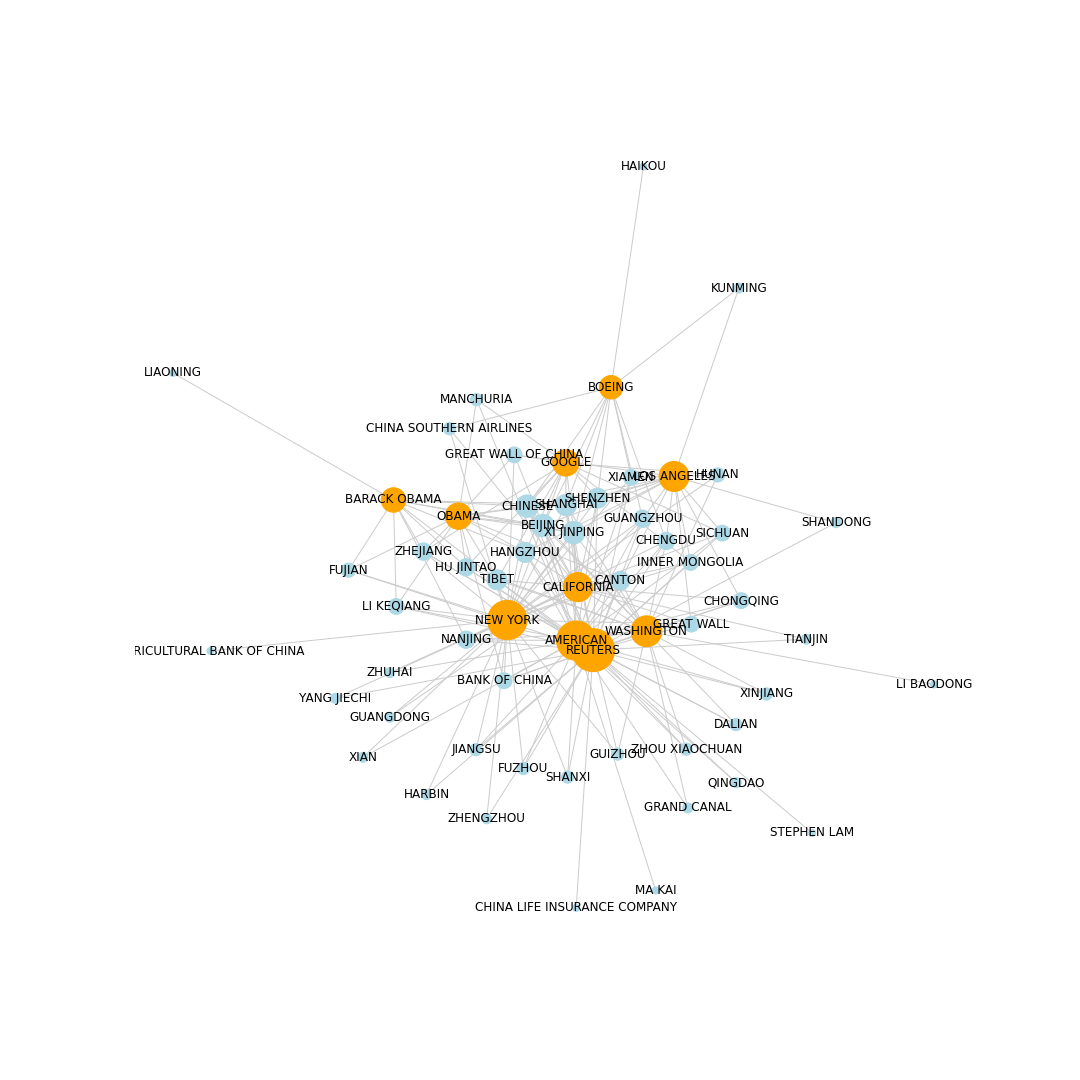 HAIKOU
KUNMING
LIAONING
BOEING
MANCHURIA
CHINA SOUTHERN AIRLINES
GREAT WALL OF CHINA
GOOGLE
XIAMEN
LOS ANGELES
HUNAN
BARACK OBAMA
SHENZHEN
CHINESE
SHANGHAI
OBAMA
GUANGZHOU
SHANDONG
BEIJING
XI JINPING
SICHUAN
CHENGDU
ZHEJIANG
HANGZHOU
INNER MONGOLIA
HU JINTAO
FUJIAN
TIBET
CANTON
CALIFORNIA
CHONGQING
LI KEQIANG
NEW YORK
GREAT WALL
WASHINGTON
NANJING
AMERICAN
TIANJIN
REUTERS
RICULTURAL BANK OF CHINA
ZHUHAI
BANK OF CHINA
LI BAODONG
XINJIANG
YANG JIECHI
GUANGDONG
DALIAN
JIANGSU
ZHOU XIAOCHUAN
GUIZHOU
XIAN
FUZHOU
SHANXI
QINGDAO
HARBIN
GRAND CANAL
ZHENGZHOU
STEPHEN LAM
MA KAI
CHINA LIFE INSURANCE COMPANY